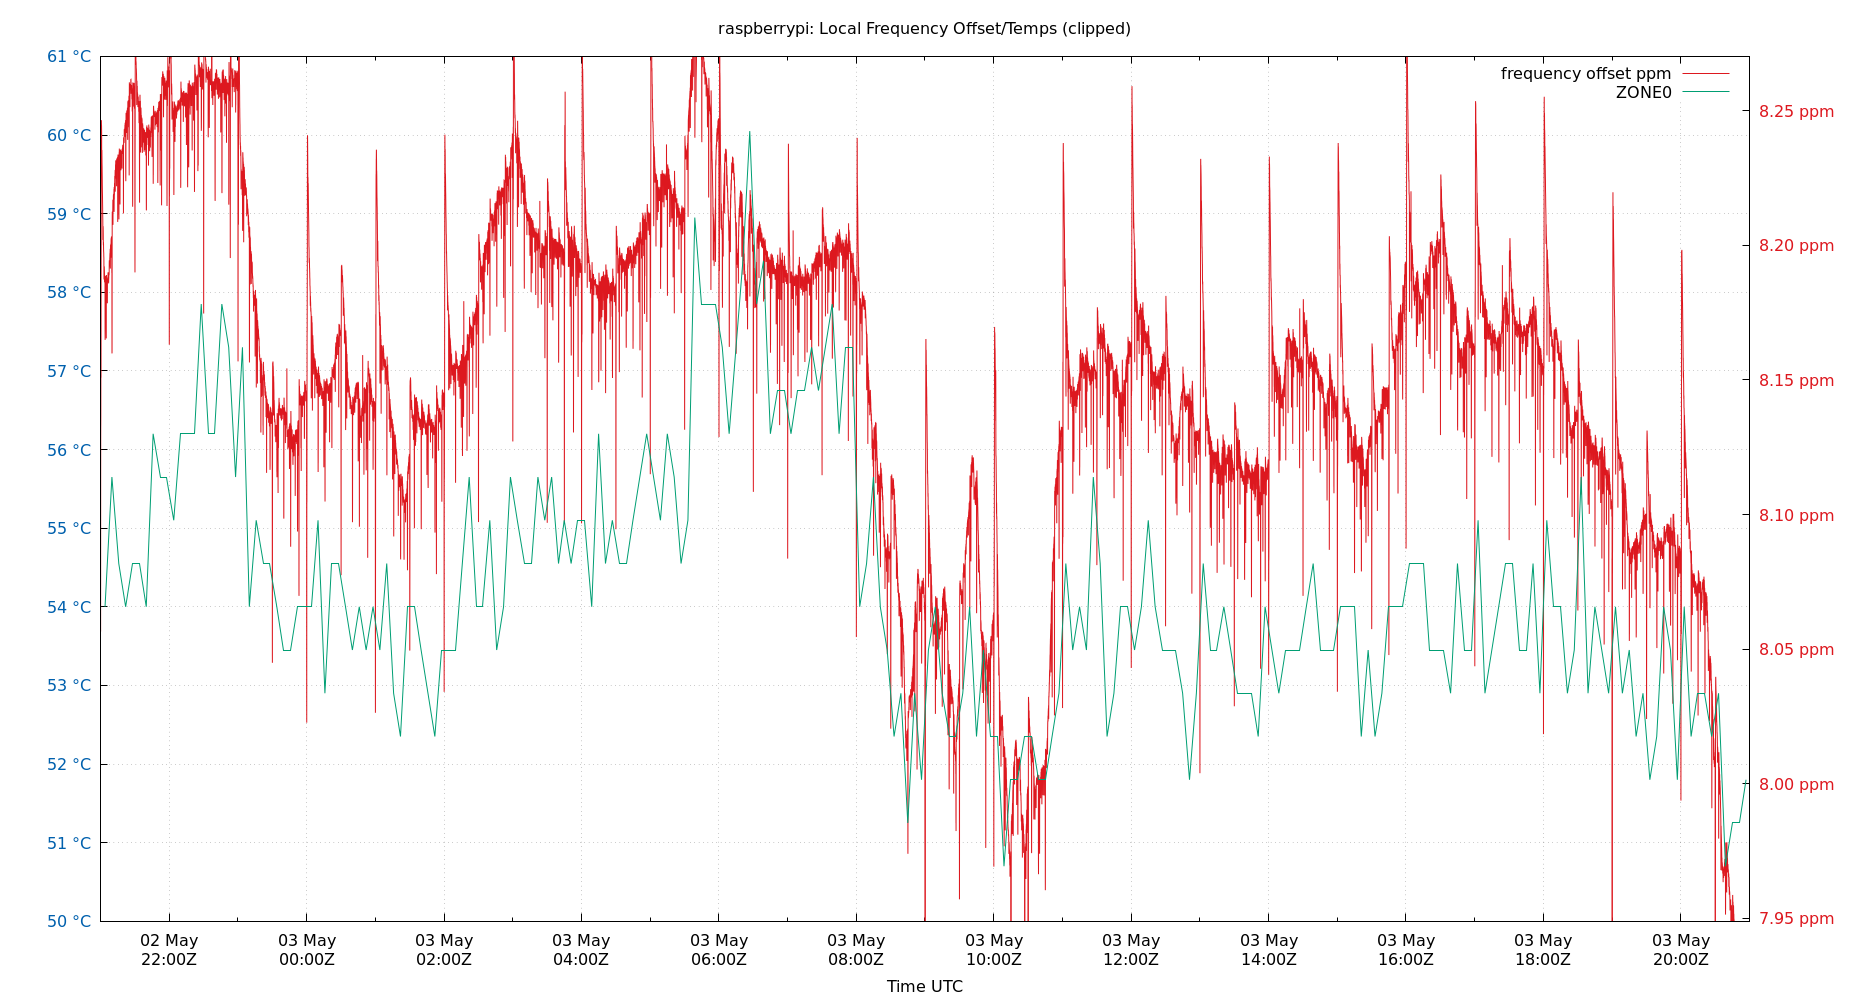 raspberrypi: Local Frequency Offset/Temps (clipped)
61 °C
60 °C
59 °C
58 °C
57 °C
56 °C
55 °C
54 °C
53 °C
52 °C
51 °C
50 °C
frequency offset ppm
ZONE0
8.25 ppm
8.20 ppm
8.15 ppm
8.10 ppm
8.05 ppm
8.00 ppm
7.95 ppm
02 May
22:00Z
03 May
00:00Z
03 May
02:00Z
03 May
04:00Z
03 May
06:00Z
03 May
08:00Z
03 May
10:00Z
03 May
12:00Z
03 May
14:00Z
03 May
16:00Z
03 May
18:00Z
03 May
20:00Z
Time UTC